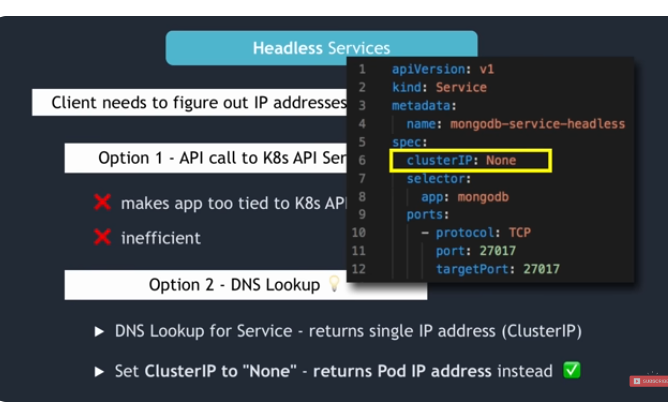 Headless Services
Client needs to figure out IP addresses
Option 1 - API call to K8s API Ser
❌ makes app too tied to K8s AP
❌ inefficient
Option 2 - DNS Lookup 💡
▶ DNS Lookup for Service - returns single IP address (ClusterIP)
▶ Set ClusterIP to "None" - returns Pod IP address instead ✅
1 apiVersion: v1
2 kind: Service
3 metadata:
4   name: mongodb-service-headless
5 spec:
6   clusterIP: None
7   selector:
8     app: mongodb
9   ports:
10     - protocol: TCP
11       port: 27017
12       targetPort: 27017
SUBSCRIBE